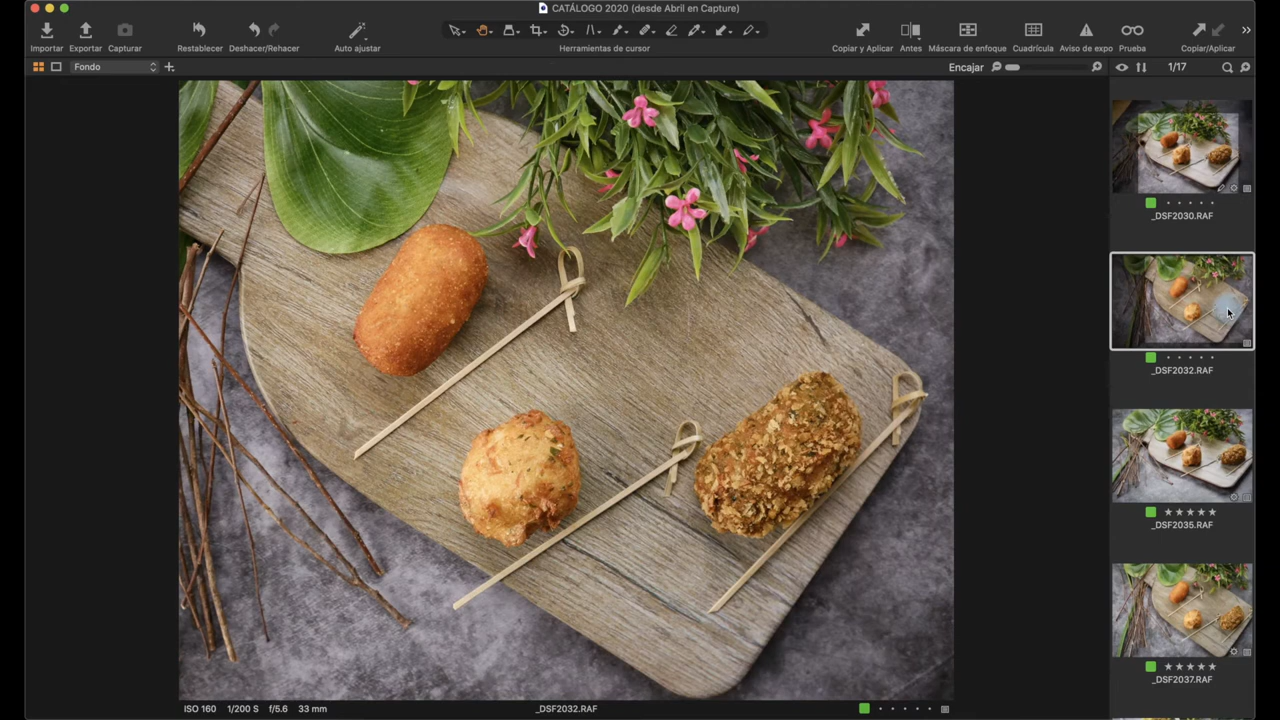 CATÁLOGO 2020 (desde Abril en Capture)
Importar Exportar Capturar Restablecer Deshacer/Rehacer Auto ajustar Herramientas de cursor Copiar y Aplicar Antes Máscara de enfoque Cuadrícula Aviso de expo Prueba Copiar/Aplicar
Fondo Encajar 1/17
_DSF2030.RAF
_DSF2032.RAF
_DSF2035.RAF
_DSF2037.RAF
ISO 160 1/200 S f/5.6 33 mm _DSF2032.RAF